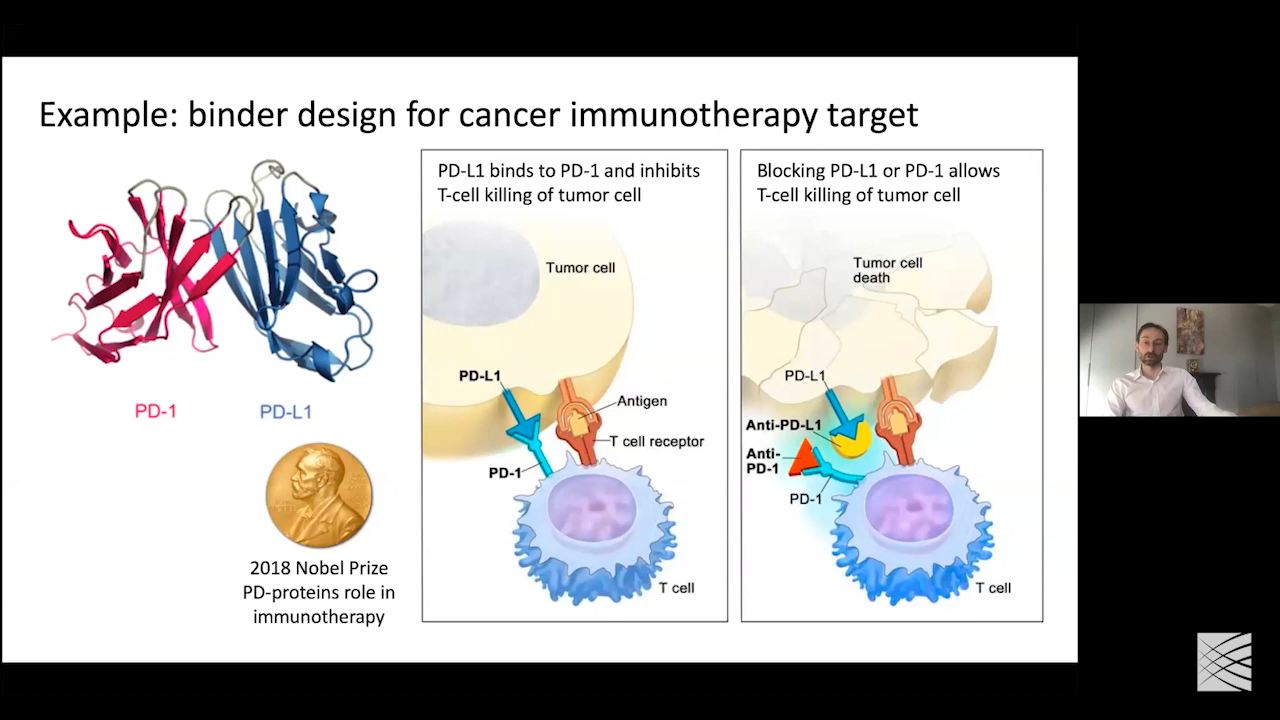 Example: binder design for cancer immunotherapy target
PD-1
PD-L1
2018 Nobel Prize
PD-proteins role in
immunotherapy
PD-L1 binds to PD-1 and inhibits
T-cell killing of tumor cell
Tumor cell
PD-L1
Antigen
T cell receptor
PD-1
T cell
Blocking PD-L1 or PD-1 allows
T-cell killing of tumor cell
Tumor cell
death
PD-L1
Anti-PD-L1
Anti-
PD-1
PD-1
T cell